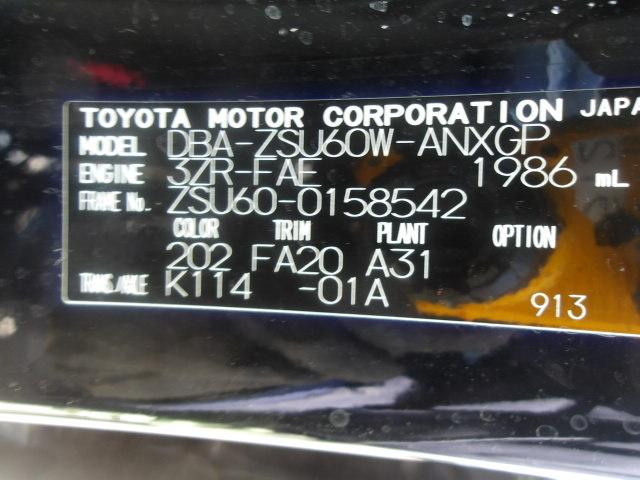 TOYOTA MOTOR CORPORATION JAPA
MODEL DBA-ZSU60W-ANXGP
ENGINE 3ZR-FAE 1986 mL
FRAME No. ZSU60-0158542
COLOR TRIM PLANT OPTION
202 FA20 A31
TRANS./AXLE K114 -01A
913